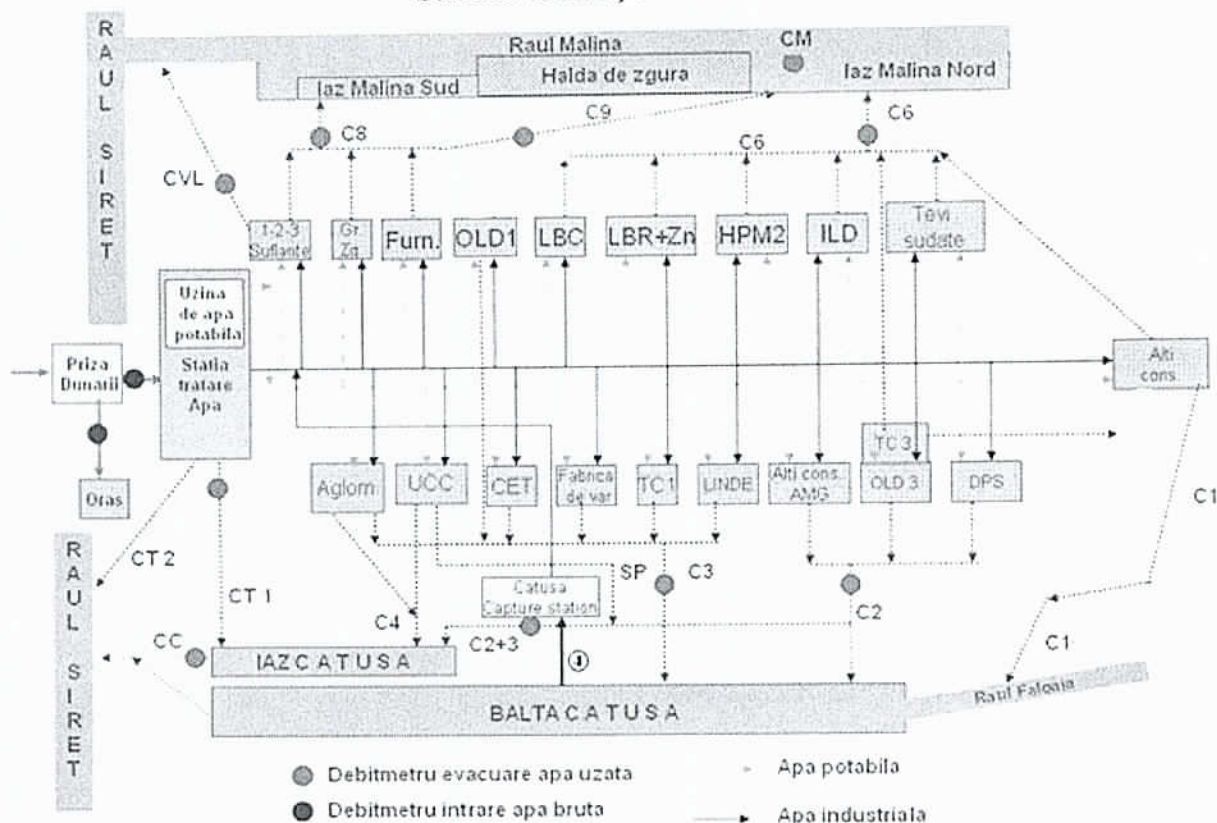 RAUL SIRET
Raul Malina
CM
Halda de zgura
Iaz Malina Sud
Iaz Malina Nord
C8
C9
C6
C6
CVL
1-2-3
Suflante
Gr.
Zg.
Furn.
OLD1
LBC
LBR+Zn
HPM2
ILD
Tevi
sudate
Uzina
de apa
potabila
Statia
tratare
Apa
Priza
Dunarii
Oras
Alti
cons.
Aglom.
UCC
CET
Fabrica
de var
TC 1
LINDE
Alti cons.
AMG
TC 3
OLD 3
DPS
C1
RAUL SIRET
CT 2
CT 1
CC
C4
Catusa
Capture station
SP
C3
C2
C2+3
C1
IAZ CATUSA
BALTA CATUSA
Raul Faloaia
Debitmetru evacuare apa uzata
Apa potabila
Debitmetru intrare apa bruta
Apa industriala